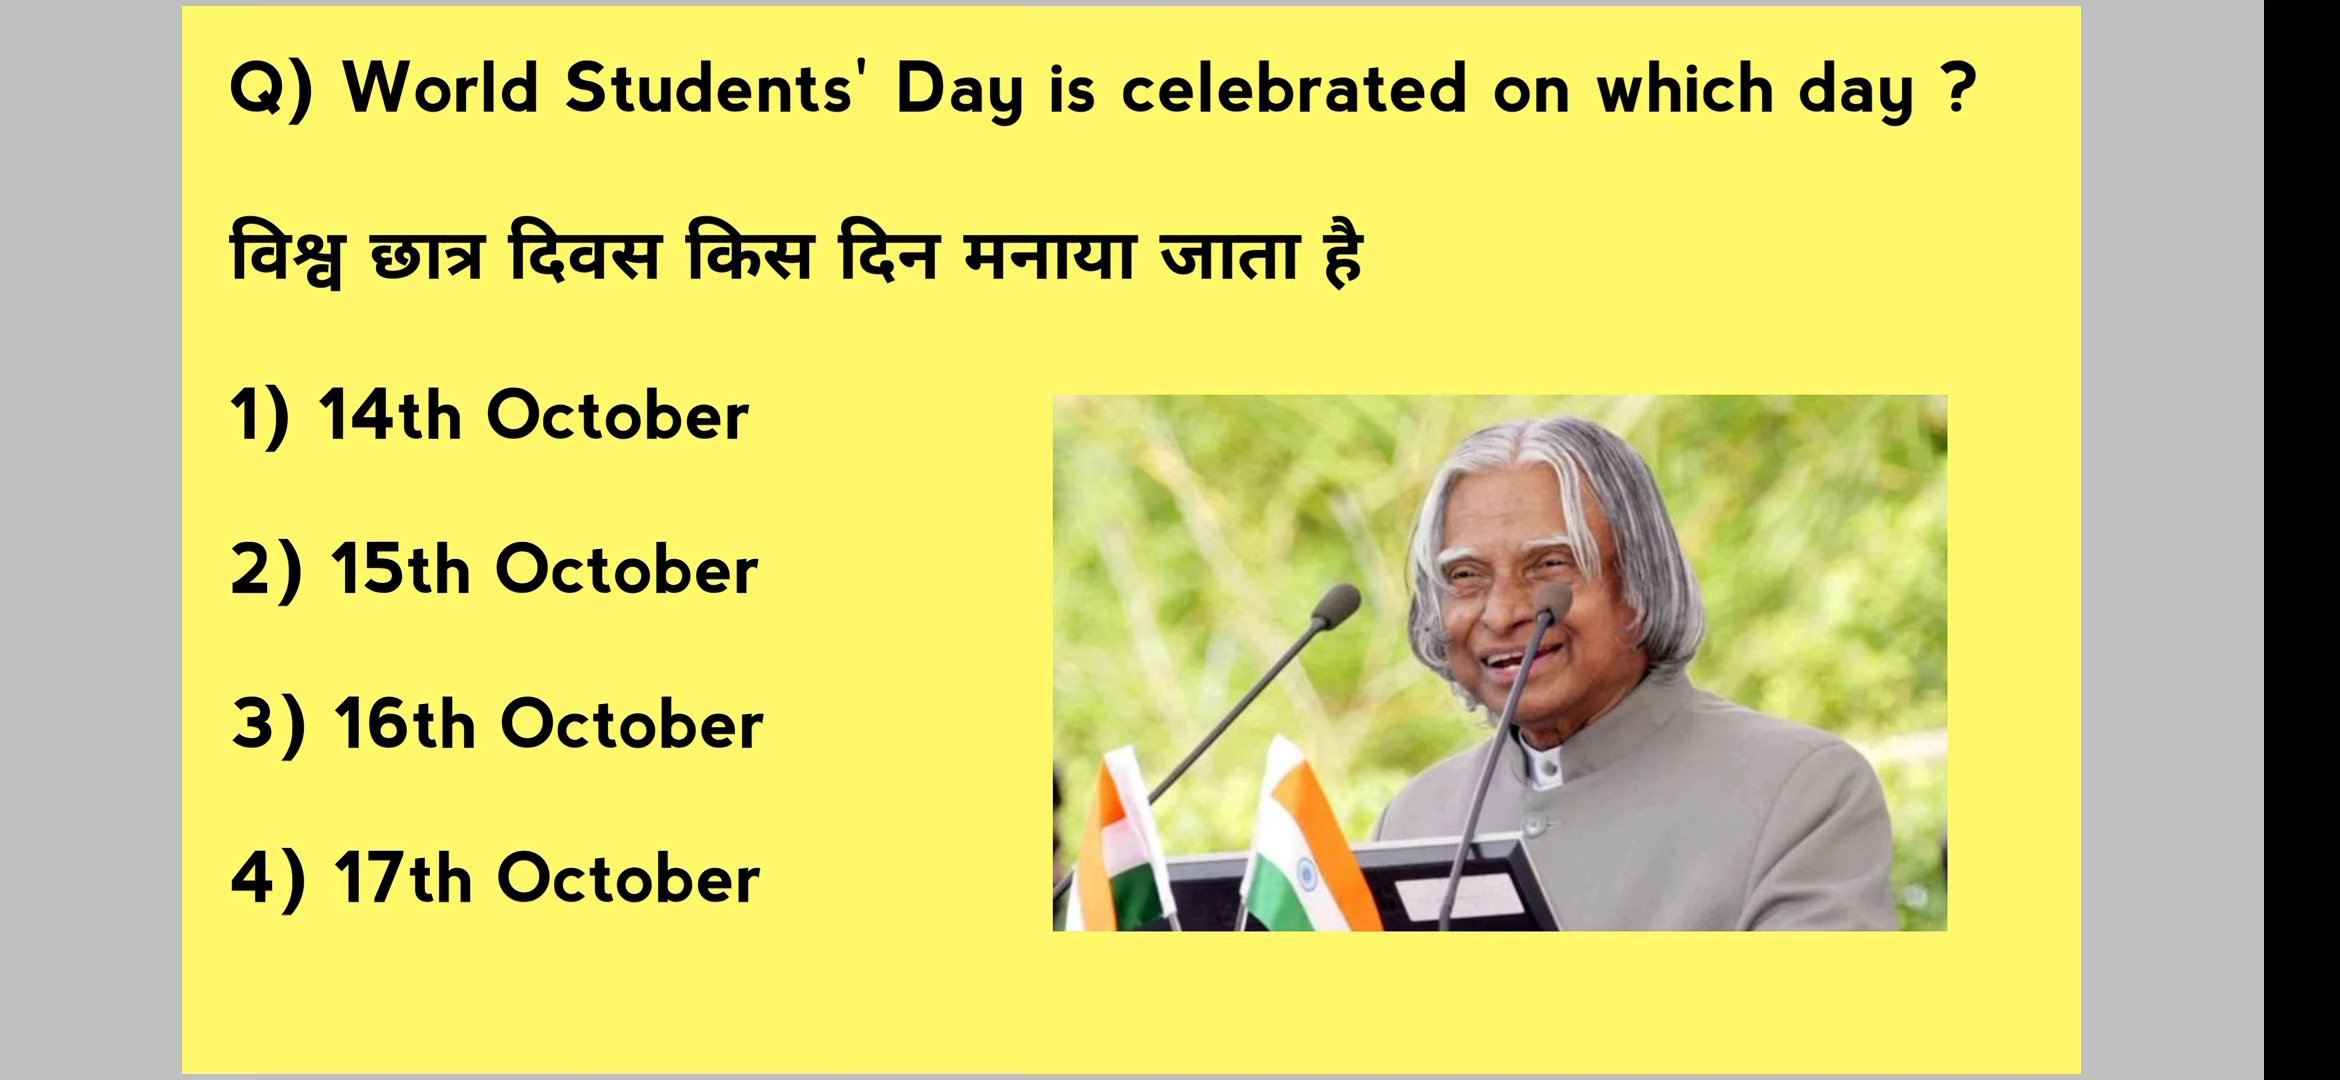 Q) World Students' Day is celebrated on which day ?
विश्व छात्र दिवस किस दिन मनाया जाता है
1) 14th October
2) 15th October
3) 16th October
4) 17th October